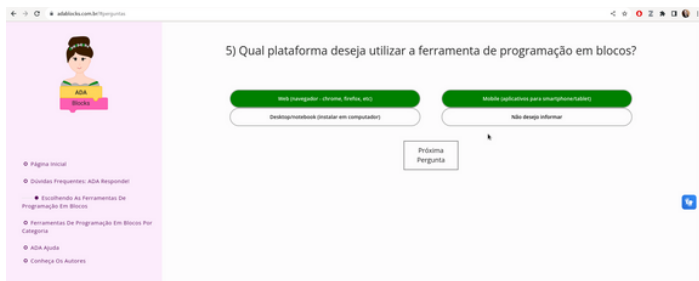 adablocks.com.br/#perguntas
5) Qual plataforma deseja utilizar a ferramenta de programação em blocos?
ADA
Blocks
Web (navegador - chrome, firefox, etc)
Mobile (aplicativos para smartphone/tablet)
Desktop/notebook (instalar em computador)
Não desejo informar
Próxima
Pergunta
Página Inicial
Dúvidas Frequentes: ADA Responde!
Escolhendo As Ferramentas De
Programação Em Blocos
Ferramentas De Programação Em Blocos Por
Categoria
ADA Ajuda
Conheça Os Autores